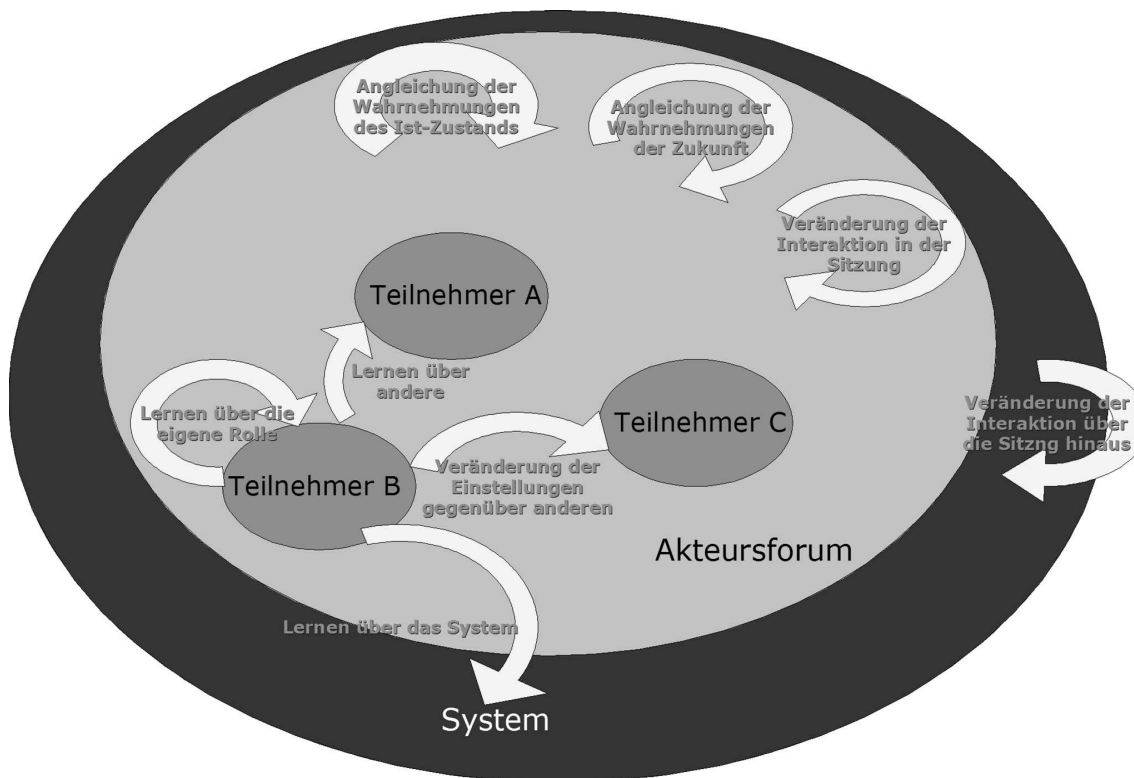 Angleichung der
Wahrnehmungen
des Ist-Zustands
Angleichung der
Wahrnehmungen
der Zukunft
Veränderung der
Interaktion in der
Sitzung
Teilnehmer A
Lernen über
andere
Lernen über die
eigene Rolle
Teilnehmer C
Veränderung der
Interaktion über
die Sitzng hinaus
Teilnehmer B
Veränderung der
Einstellungen
gegenüber anderen
Akteursforum
Lernen über das System
System